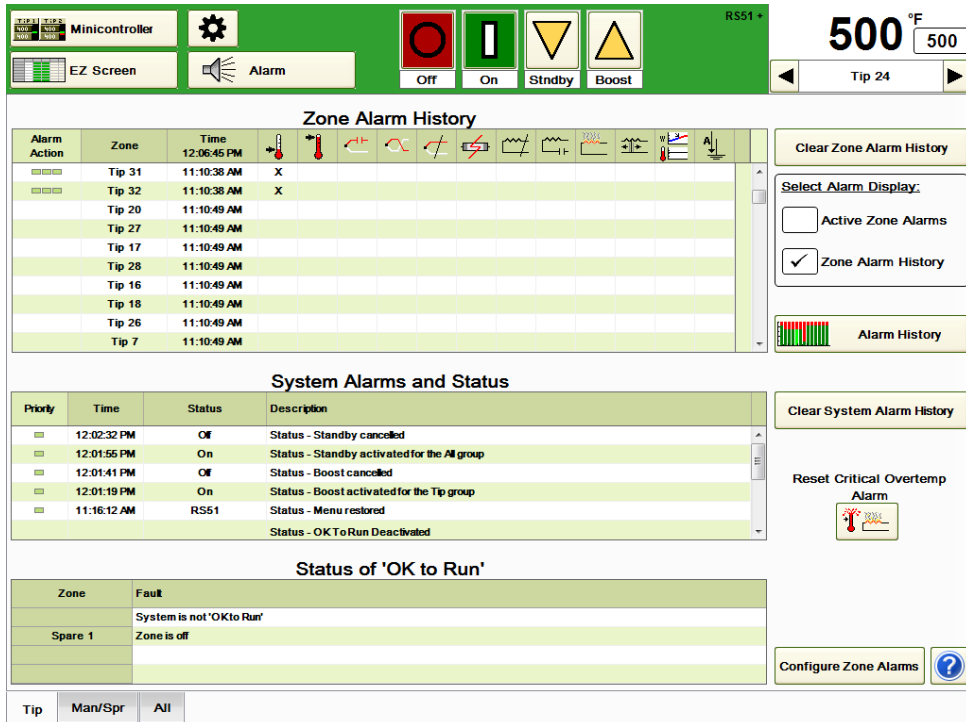 TIP 1 TIP 2
400 400
400 400
Minicontroller
EZ Screen
Alarm
Off On Stndby Boost
RS51 +
500 °F 500
Tip 24
Zone Alarm History
Alarm Action Zone Time 12:06:45 PM
W
A
Tip 31 11:10:38 AM X
Tip 32 11:10:38 AM X
Tip 20 11:10:49 AM
Tip 27 11:10:49 AM
Tip 17 11:10:49 AM
Tip 28 11:10:49 AM
Tip 16 11:10:49 AM
Tip 18 11:10:49 AM
Tip 26 11:10:49 AM
Tip 7 11:10:49 AM
Clear Zone Alarm History
Select Alarm Display:
Active Zone Alarms
Zone Alarm History
Alarm History
System Alarms and Status
Priority Time Status Description
12:02:32 PM Off Status - Standby cancelled
12:01:55 PM On Status - Standby activated for the All group
12:01:41 PM Off Status - Boost cancelled
12:01:19 PM On Status - Boost activated for the Tip group
11:16:12 AM RS51 Status - Menu restored
Status - OK To Run Deactivated
Clear System Alarm History
Reset Critical Overtemp
Alarm
Status of 'OK to Run'
Zone Fault
System is not 'OK to Run'
Spare 1 Zone is off
Configure Zone Alarms ?
Tip Man/Spr All